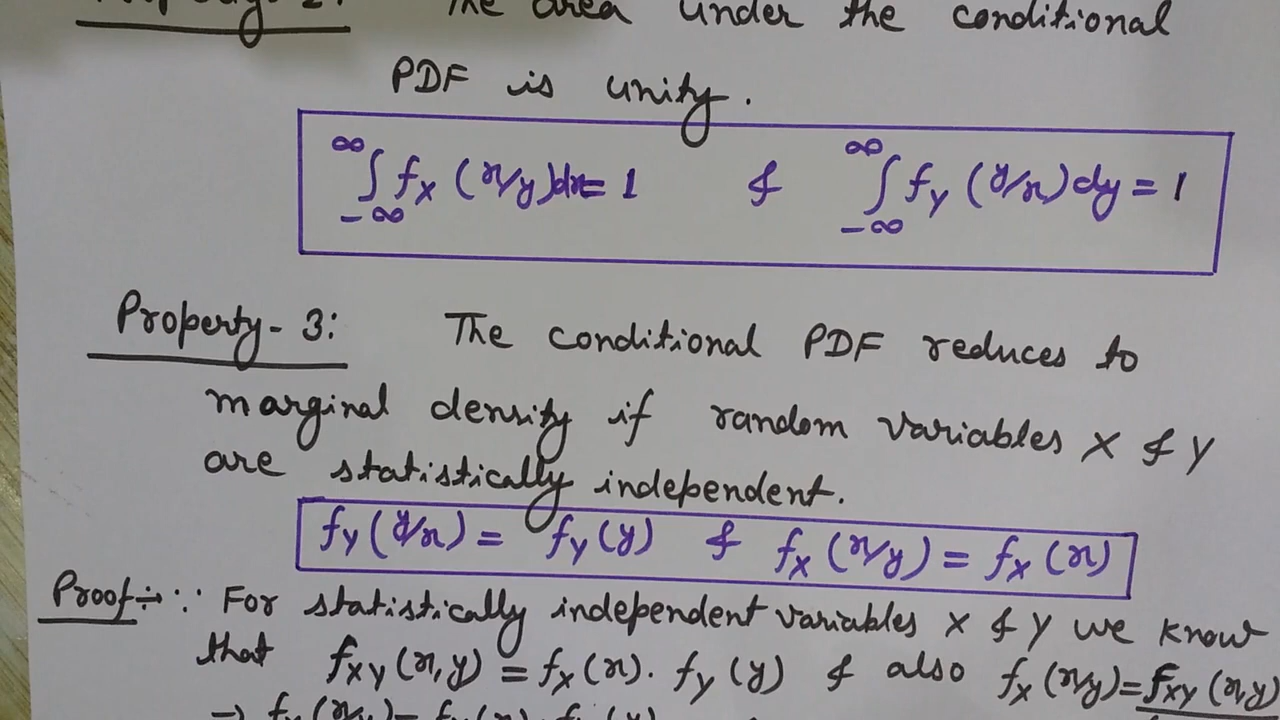 The area under the conditional
PDF is unity.
∞∫-∞ fX (x/y)dx = 1 & ∞∫-∞ fY (y/x)dy = 1
Property-3: The conditional PDF reduces to
marginal density if random variables X & Y
are statistically independent.
fY(y/x) = fY(y) & fX(x/y) = fX(x)
Proof:- ∵ For statistically independent variables X & Y we know
that fXY(x,y) = fX(x). fY(y) & also fX(x/y)=fXY(x,y)